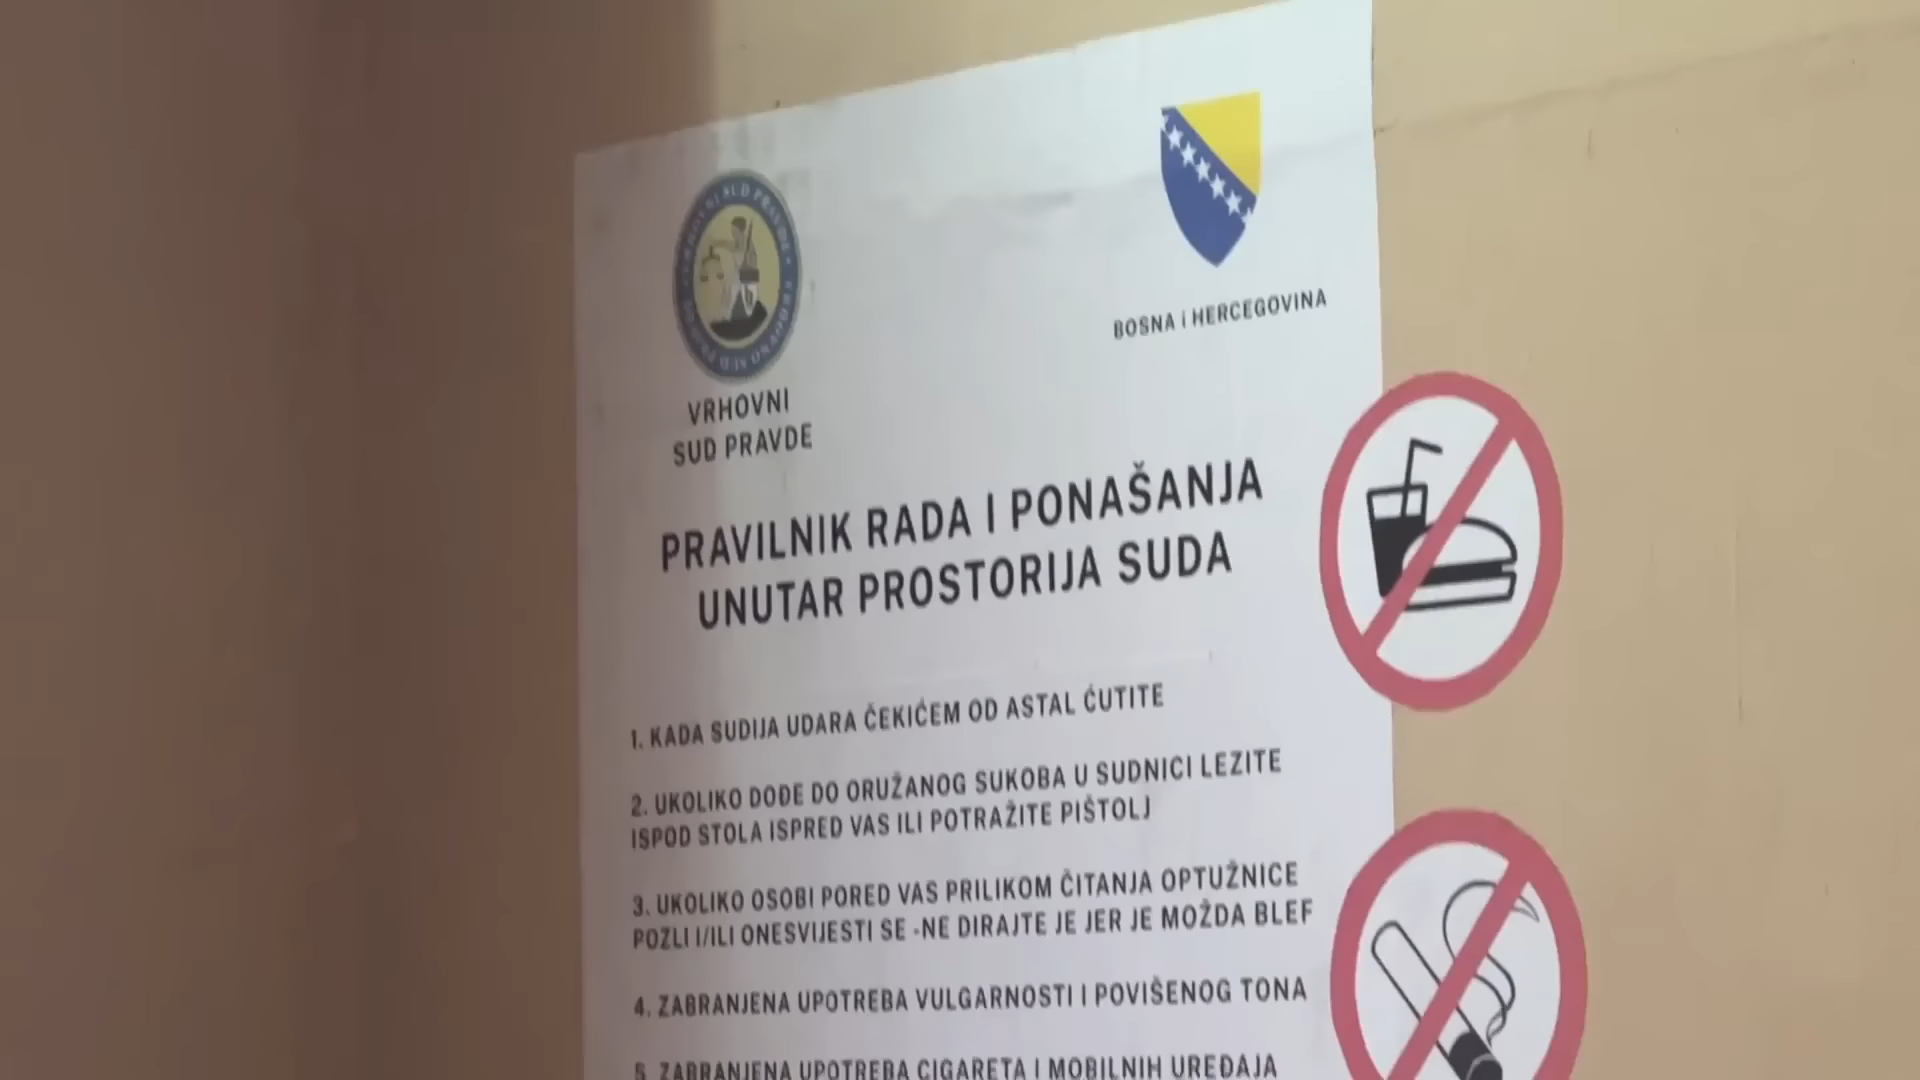 VRHOVNI
SUD PRAVDE
BOSNA i HERCEGOVINA
PRAVILNIK RADA I PONAŠANJA
UNUTAR PROSTORIJA SUDA
1. KADA SUDIJA UDARA ČEKIĆEM OD ASTAL ĆUTITE
2. UKOLIKO DOĐE DO ORUŽANOG SUKOBA U SUDNICI LEZITE
ISPOD STOLA ISPRED VAS ILI POTRAŽITE PIŠTOLJ
3. UKOLIKO OSOBI PORED VAS PRILIKOM ČITANJA OPTUŽNICE
POZLI I/ILI ONESVIJESTI SE -NE DIRAJTE JE JER JE MOŽDA BLEF
4. ZABRANJENA UPOTREBA VULGARNOSTI I POVIŠENOG TONA
5. ZABRANJENA UPOTREBA CIGARETA I MOBILNIH UREĐAJA